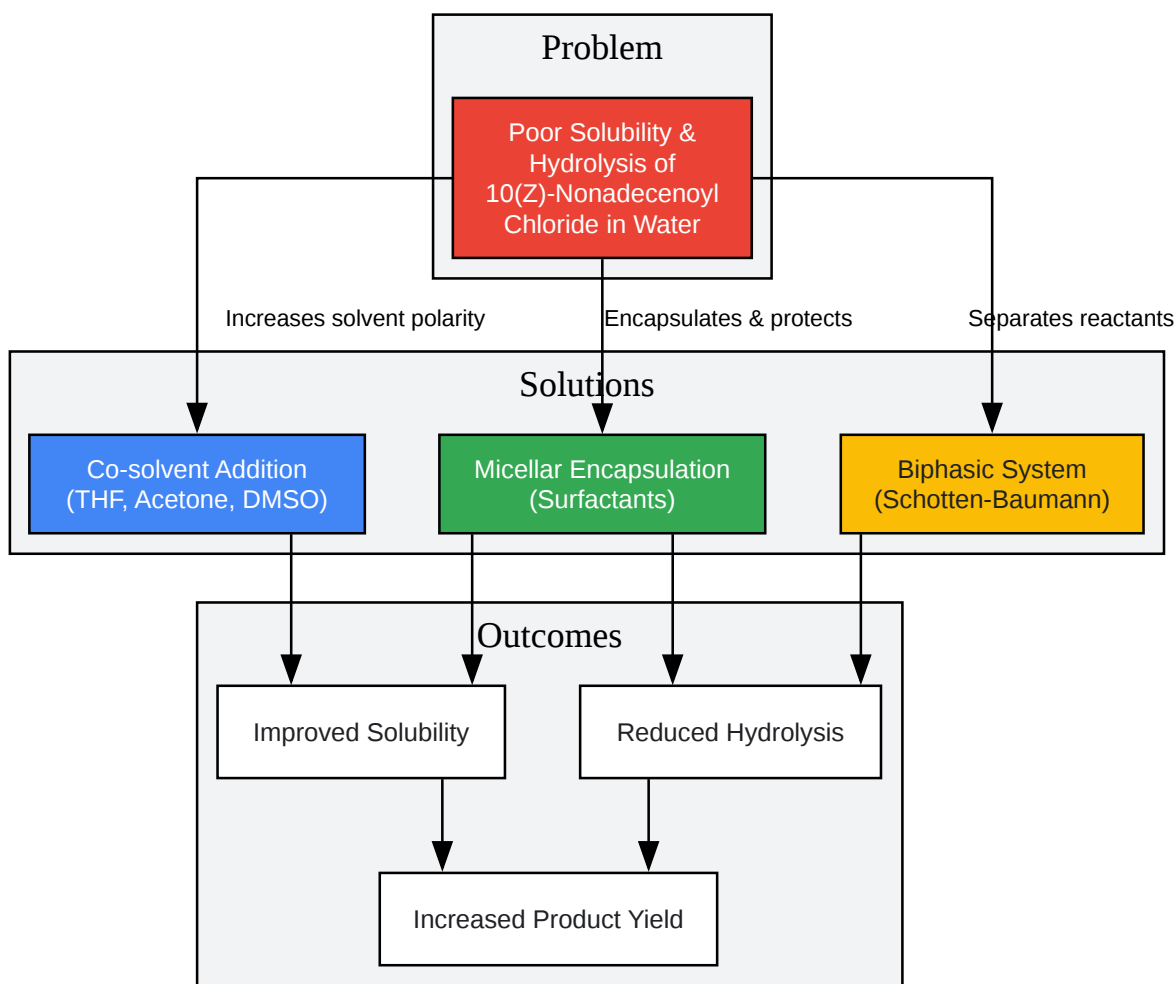 Problem
Poor Solubility &
Hydrolysis of
10(Z)-Nonadecenoyl
Chloride in Water
Increases solvent polarity
Encapsulates & protects
Separates reactants
Solutions
Co-solvent Addition
(THF, Acetone, DMSO)
Micellar Encapsulation
(Surfactants)
Biphasic System
(Schotten-Baumann)
Outcomes
Improved Solubility
Reduced Hydrolysis
Increased Product Yield